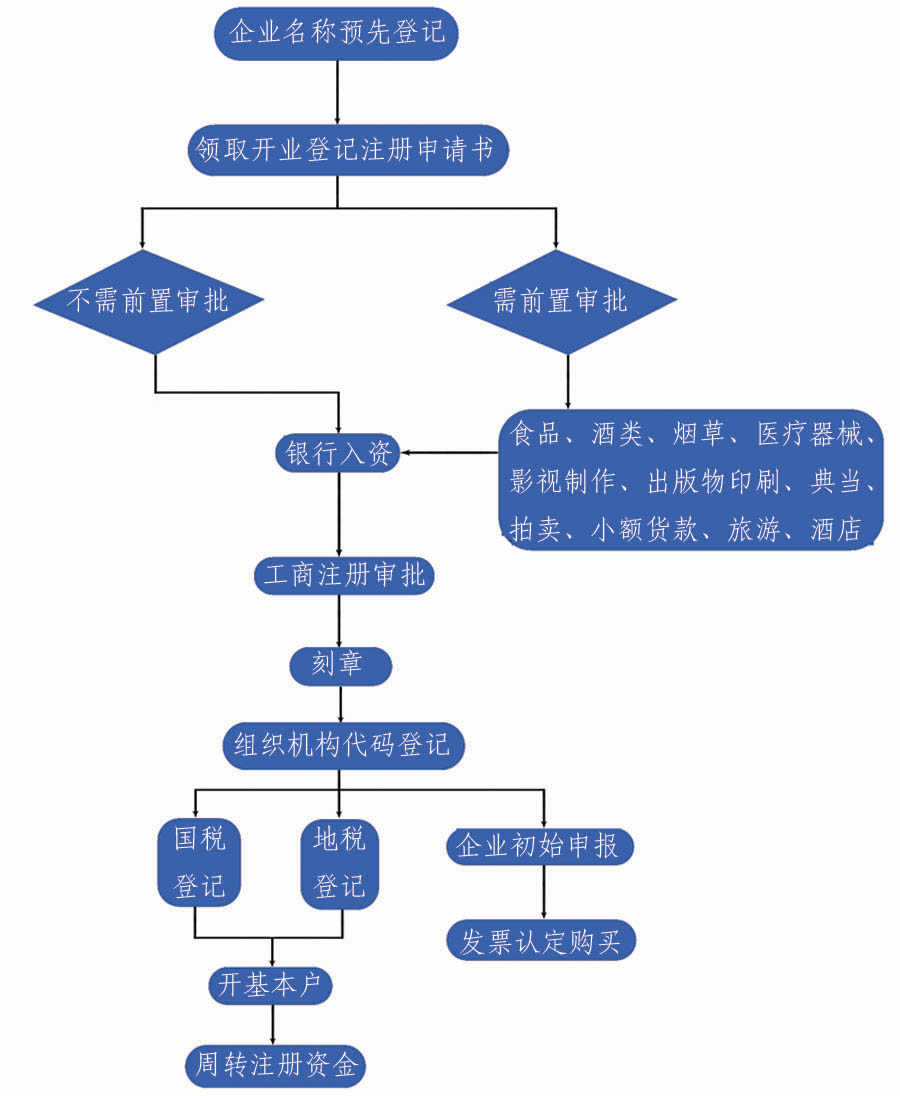 企业名称预先登记
领取开业登记注册申请书
不需前置审批
需前置审批
食品、酒类、烟草、医疗器械、
影视制作、出版物印刷、典当、
拍卖、小额货款、旅游、酒店
银行入资
工商注册审批
刻章
组织机构代码登记
国税
登记
地税
登记
企业初始申报
发票认定购买
开基本户
周转注册资金